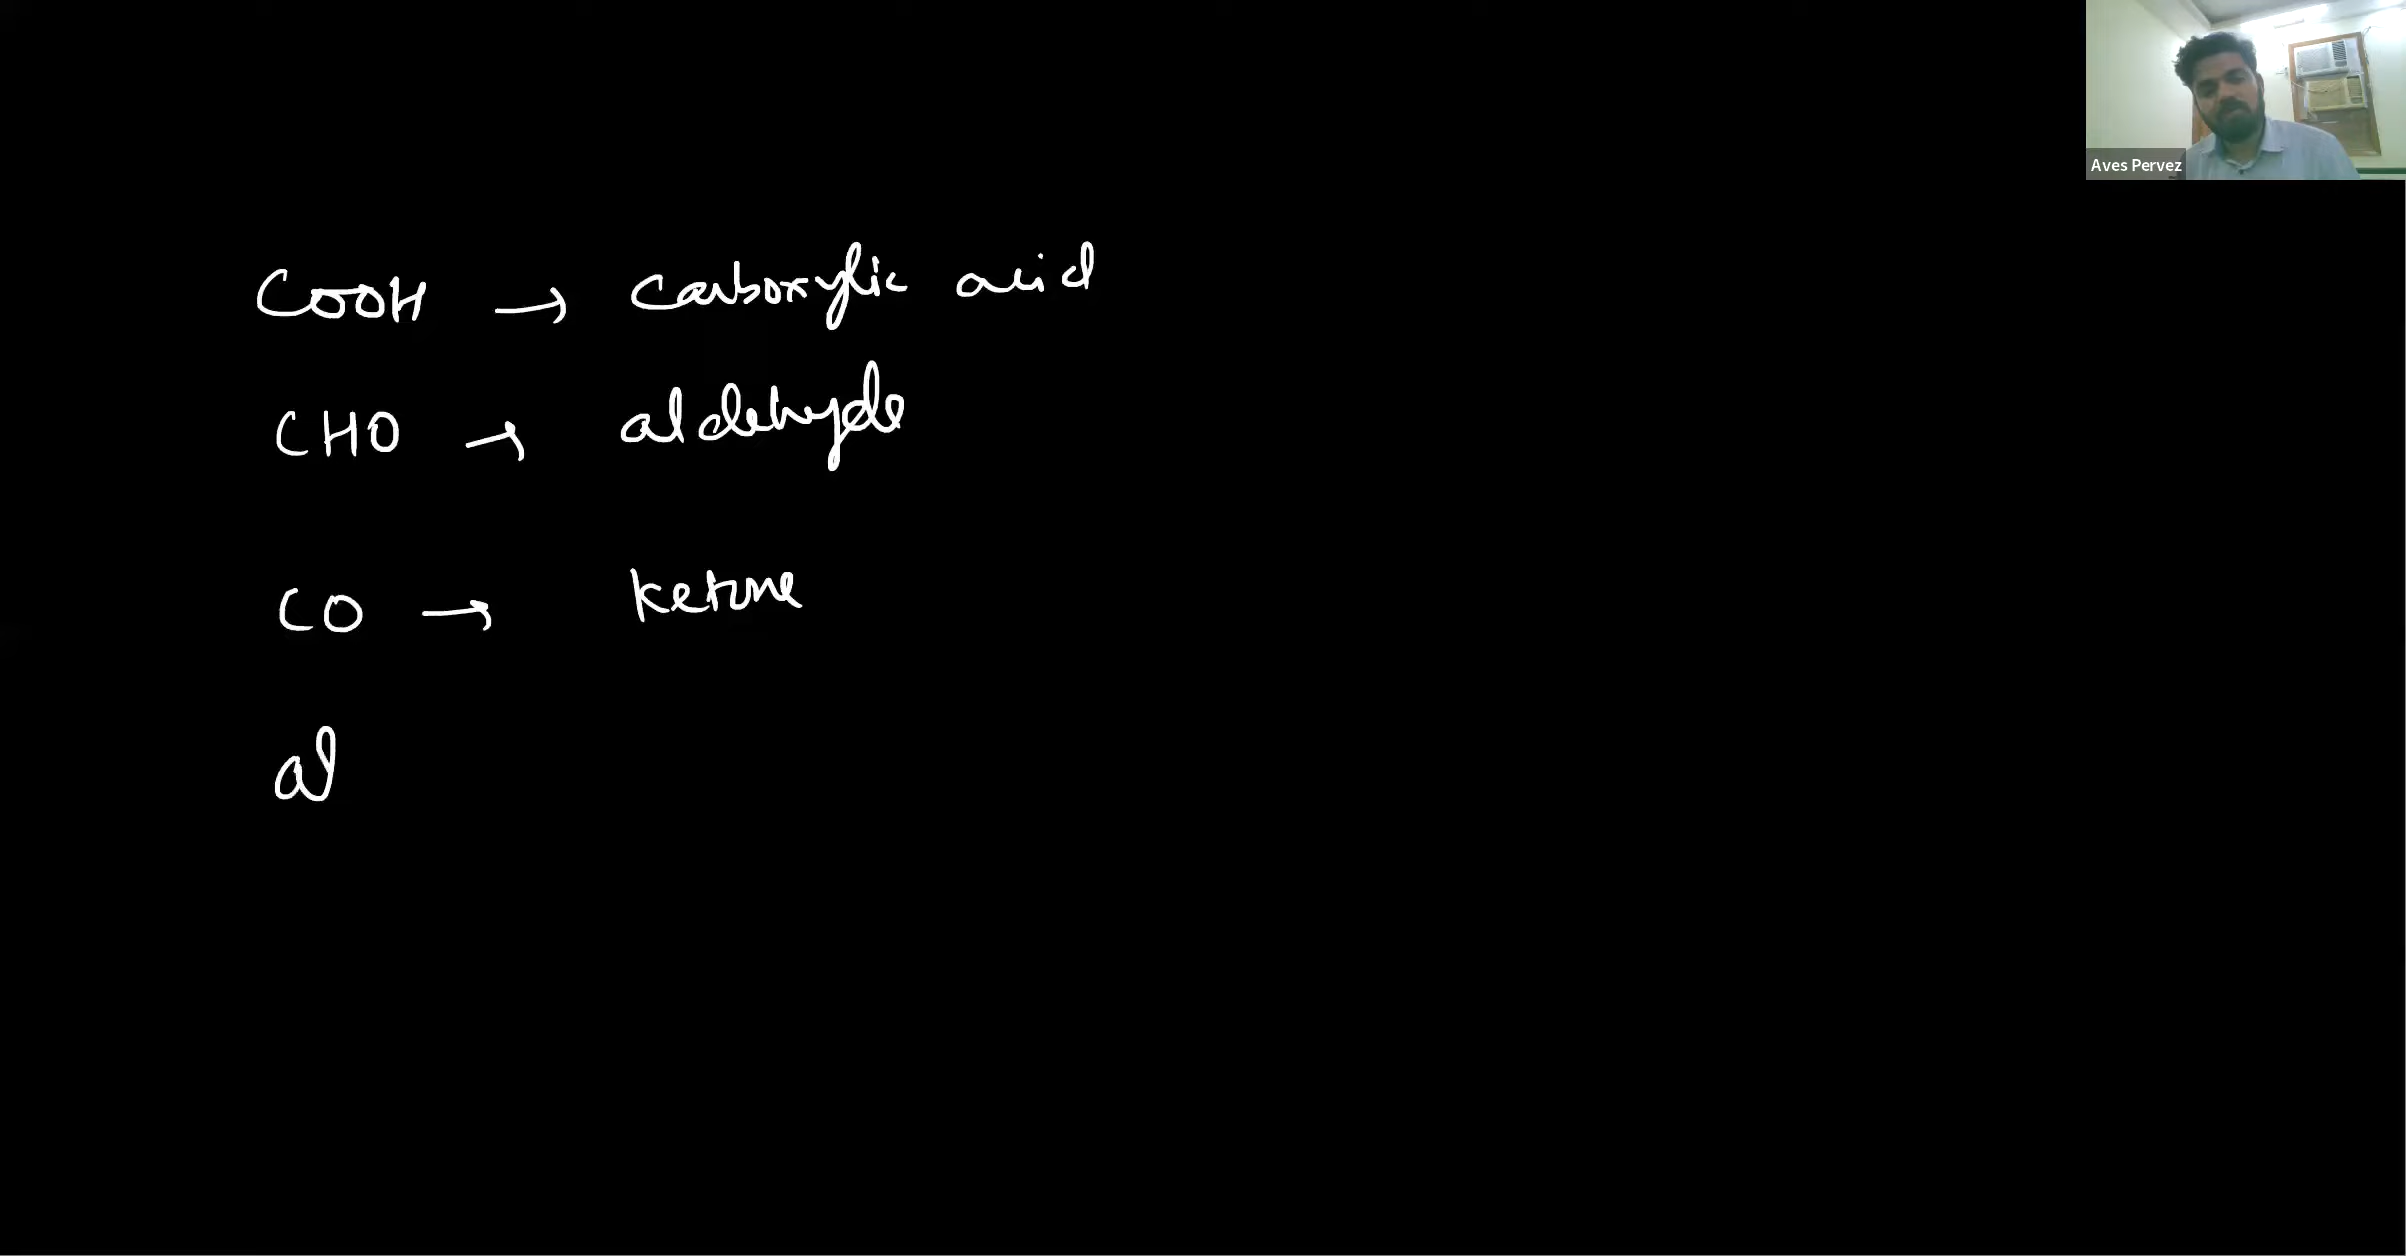 Aves Pervez
COOH → carboxylic acid
CHO → aldehyde
CO → ketone
al